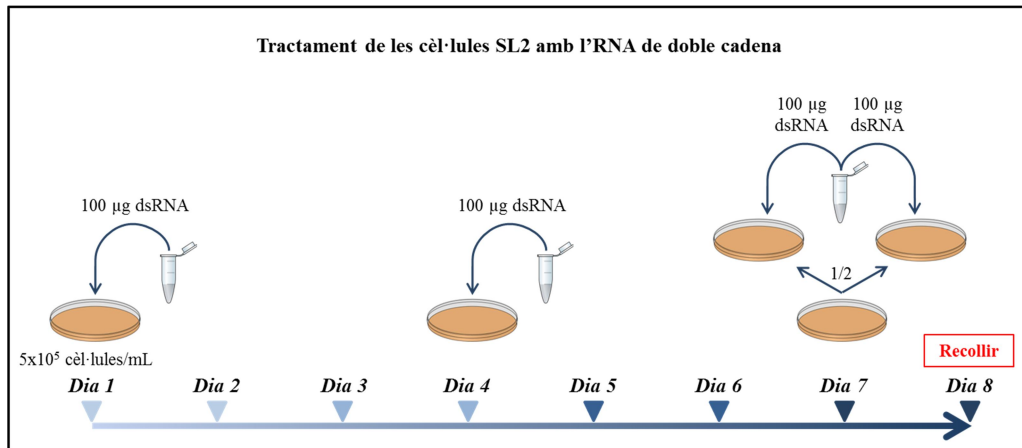 Tractament de les cèl·lules SL2 amb l'RNA de doble cadena
100 µg
dsRNA
100 µg
dsRNA
100 µg dsRNA
100 µg dsRNA
1/2
5x10⁵ cèl·lules/mL
Recollir
Dia 1
Dia 2
Dia 3
Dia 4
Dia 5
Dia 6
Dia 7
Dia 8